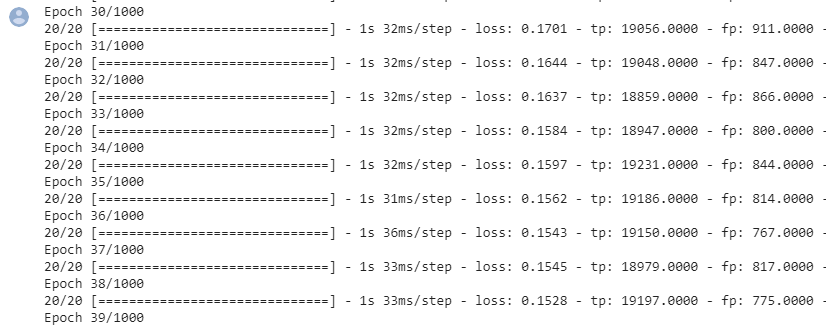 Epoch 30/1000
20/20 [==============================] - 1s 32ms/step - loss: 0.1701 - tp: 19056.0000 - fp: 911.0000 -
Epoch 31/1000
20/20 [==============================] - 1s 32ms/step - loss: 0.1644 - tp: 19048.0000 - fp: 847.0000 -
Epoch 32/1000
20/20 [==============================] - 1s 32ms/step - loss: 0.1637 - tp: 18859.0000 - fp: 866.0000 -
Epoch 33/1000
20/20 [==============================] - 1s 32ms/step - loss: 0.1584 - tp: 18947.0000 - fp: 800.0000 -
Epoch 34/1000
20/20 [==============================] - 1s 32ms/step - loss: 0.1597 - tp: 19231.0000 - fp: 844.0000 -
Epoch 35/1000
20/20 [==============================] - 1s 31ms/step - loss: 0.1562 - tp: 19186.0000 - fp: 814.0000 -
Epoch 36/1000
20/20 [==============================] - 1s 36ms/step - loss: 0.1543 - tp: 19150.0000 - fp: 767.0000 -
Epoch 37/1000
20/20 [==============================] - 1s 33ms/step - loss: 0.1545 - tp: 18979.0000 - fp: 817.0000 -
Epoch 38/1000
20/20 [==============================] - 1s 33ms/step - loss: 0.1528 - tp: 19197.0000 - fp: 775.0000 -
Epoch 39/1000